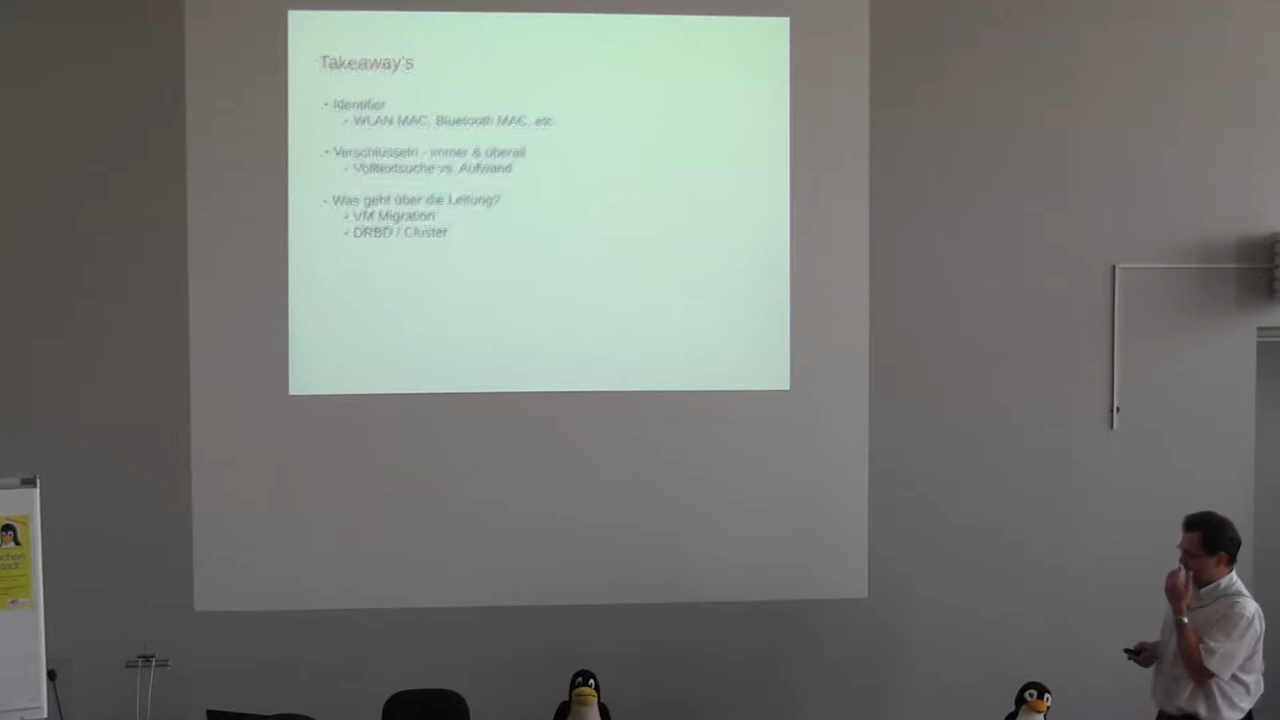 Takeaway's
• Identifier
• WLAN MAC, Bluetooth MAC, etc.
• Verschlüsseln - immer & überall
• Volltextsuche vs. Aufwand
• Was geht über die Leitung?
• VM Migration
• DRBD / Cluster